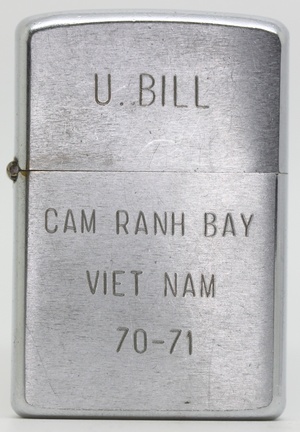 U. BILL
CAM RANH BAY
VIET NAM
70-71